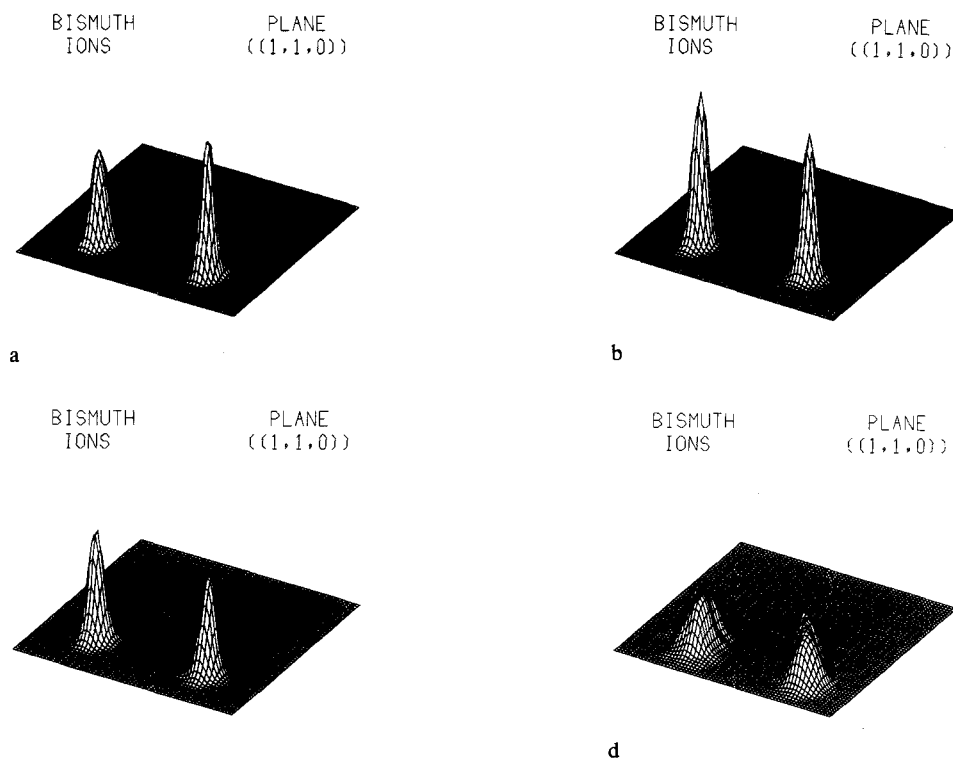 BISMUTH IONS PLANE ((1,1,0))
BISMUTH IONS PLANE ((1,1,0))
a
b
BISMUTH IONS PLANE ((1,1,0))
BISMUTH IONS PLANE ((1,1,0))
d